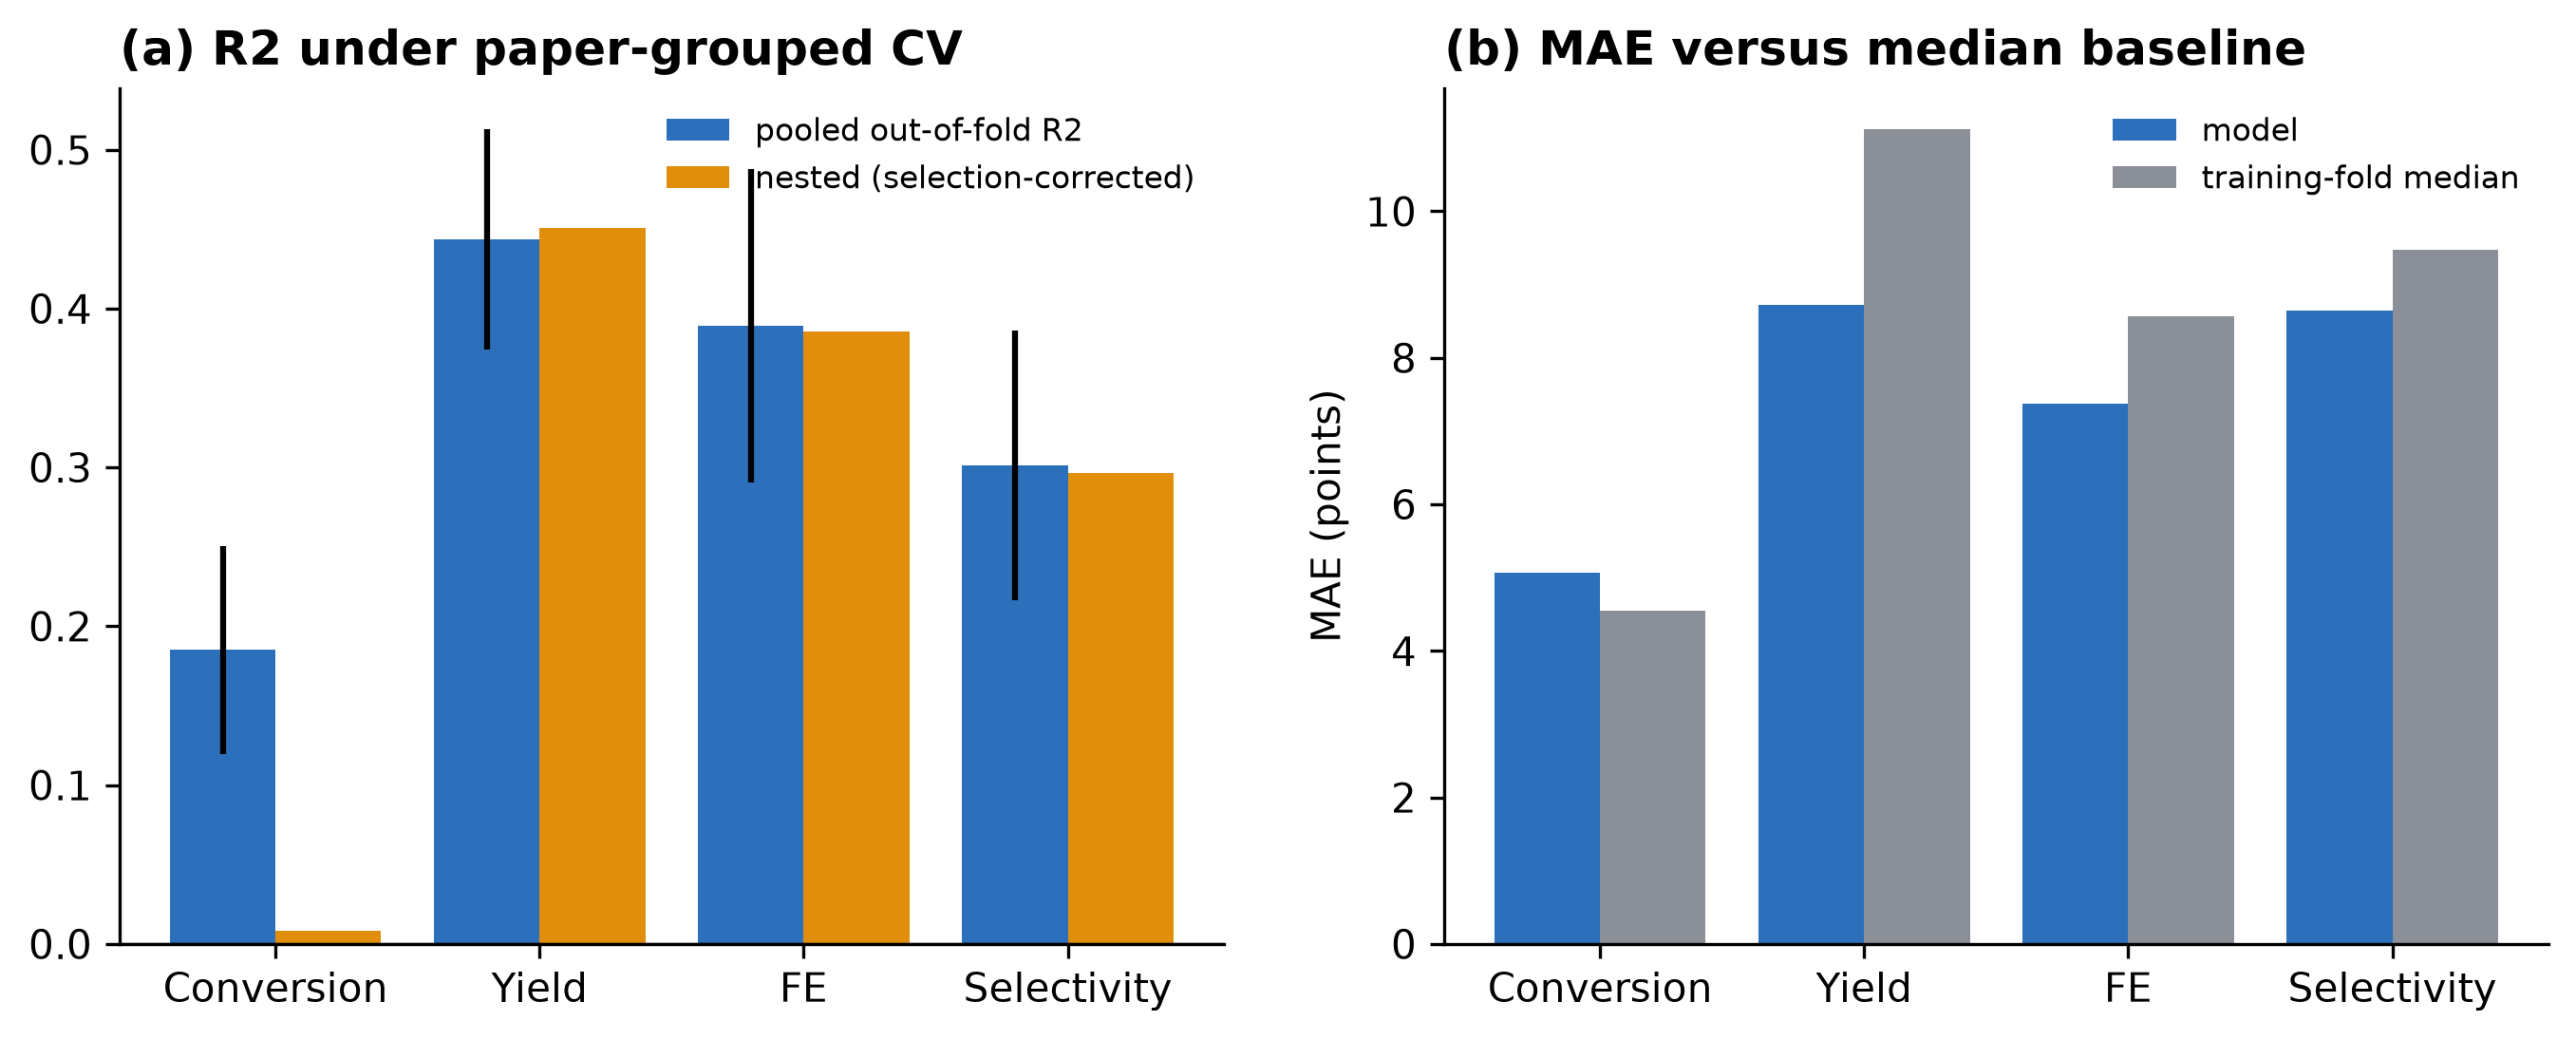 (a) R2 under paper-grouped CV
pooled out-of-fold R2
nested (selection-corrected)
0.5
0.4
0.3
0.2
0.1
0.0
Conversion Yield FE Selectivity
(b) MAE versus median baseline
model
training-fold median
MAE (points)
10
8
6
4
2
0
Conversion Yield FE Selectivity